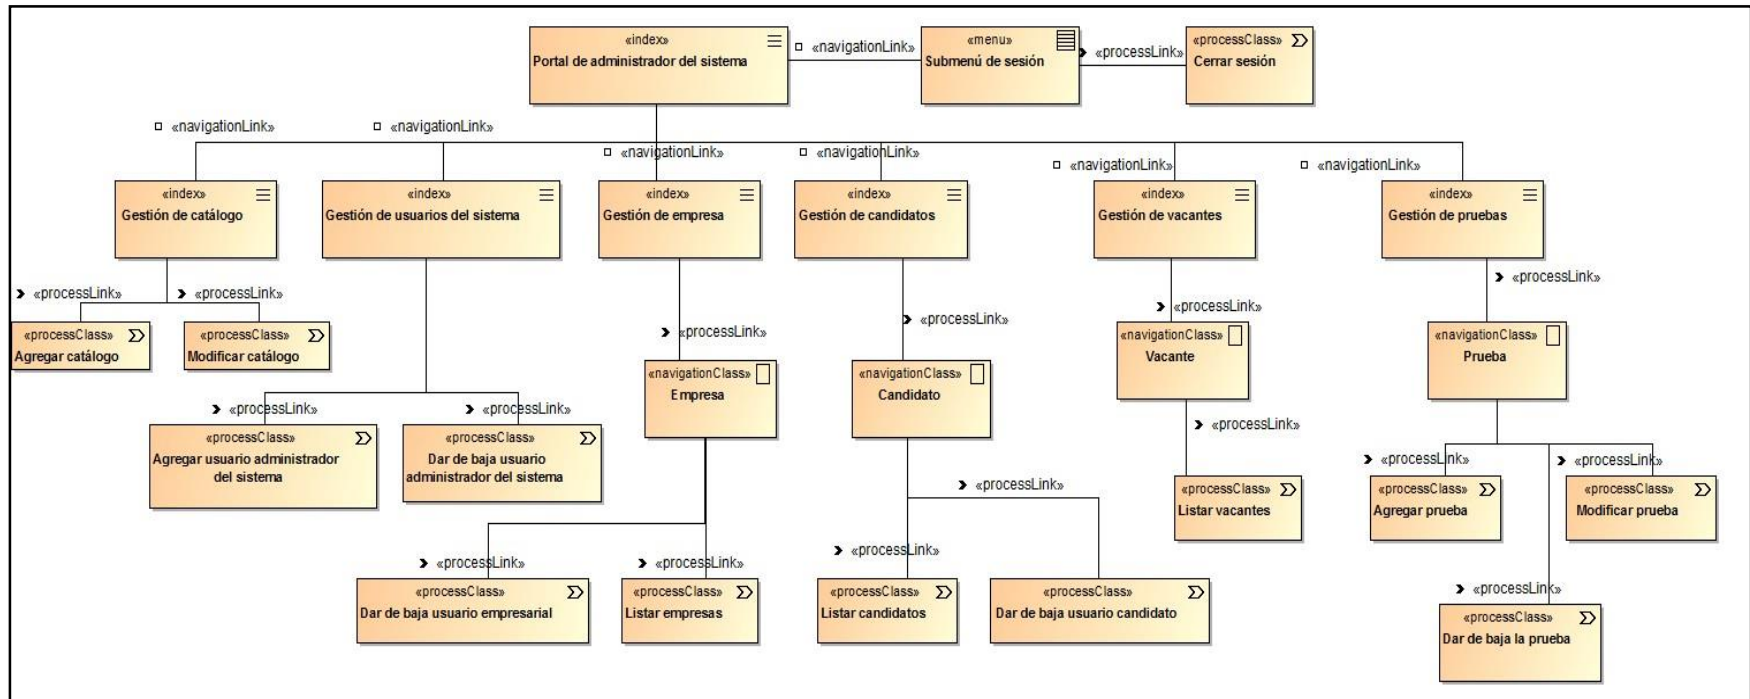 «index»
Portal de administrador del sistema
«navigationLink»
«menu»
Submenú de sesión
«processLink»
«processClass»
Cerrar sesión
«navigationLink»
«navigationLink»
«navigationLink»
«navigationLink»
«navigationLink»
«navigationLink»
«index»
Gestión de catálogo
«index»
Gestión de usuarios del sistema
«index»
Gestión de empresa
«index»
Gestión de candidatos
«index»
Gestión de vacantes
«index»
Gestión de pruebas
«processLink»
«processLink»
«processLink»
«processLink»
«processLink»
«processLink»
«processClass»
Agregar catálogo
«processClass»
Modificar catálogo
«navigationClass»
Empresa
«navigationClass»
Candidato
«navigationClass»
Vacante
«navigationClass»
Prueba
«processLink»
«processLink»
«processClass»
Agregar usuario administrador
del sistema
«processClass»
Dar de baja usuario
administrador del sistema
«processLink»
«processLink»
«processLink»
«processLink»
«processClass»
Listar vacantes
«processClass»
Agregar prueba
«processClass»
Modificar prueba
«processLink»
«processLink»
«processLink»
«processLink»
«processClass»
Dar de baja usuario empresarial
«processClass»
Listar empresas
«processClass»
Listar candidatos
«processClass»
Dar de baja usuario candidato
«processClass»
Dar de baja la prueba